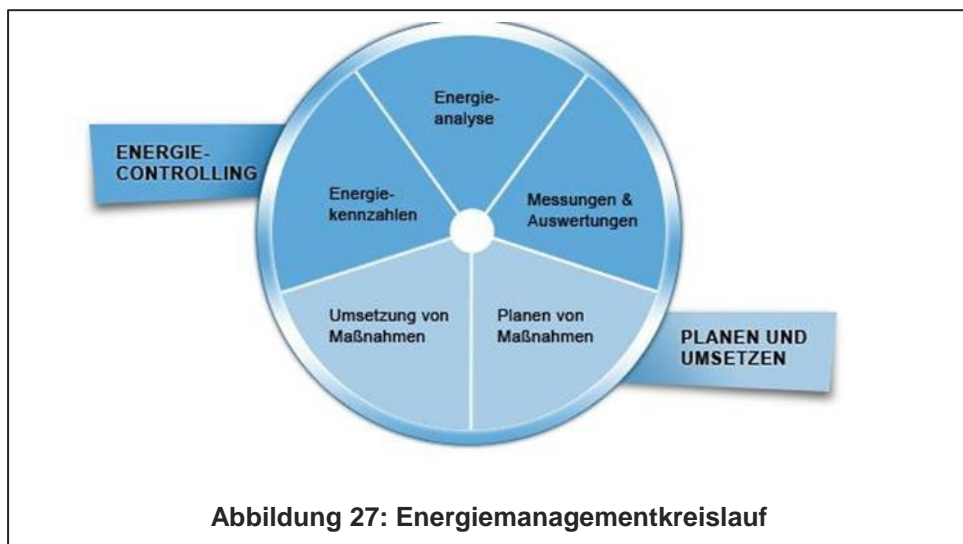 Energie-
analyse
ENERGIE-
CONTROLLING
Energie-
kennzahlen
Messungen &
Auswertungen
Umsetzung von
Maßnahmen
Planen von
Maßnahmen
PLANEN UND
UMSETZEN
Abbildung 27: Energiemanagementkreislauf